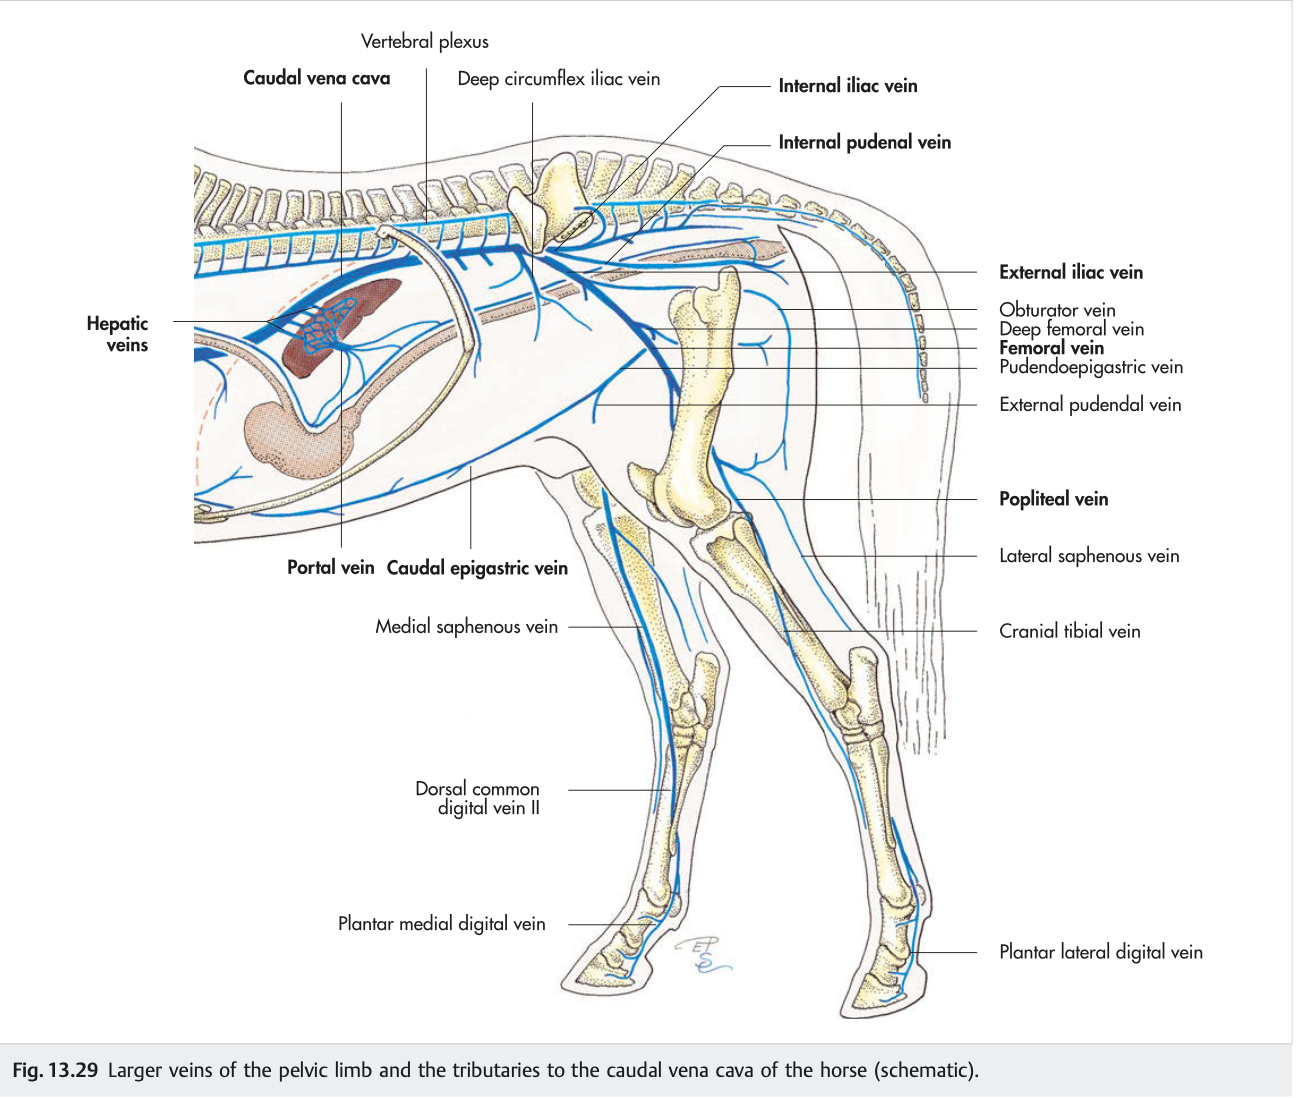 Vertebral plexus
Caudal vena cava
Deep circumflex iliac vein
Internal iliac vein
Internal pudenal vein
External iliac vein
Obturator vein
Deep femoral vein
Femoral vein
Pudendoepigastric vein
External pudendal vein
Hepatic
veins
Popliteal vein
Lateral saphenous vein
Portal vein
Caudal epigastric vein
Medial saphenous vein
Cranial tibial vein
Dorsal common
digital vein II
Plantar medial digital vein
Plantar lateral digital vein
Fig. 13.29 Larger veins of the pelvic limb and the tributaries to the caudal vena cava of the horse (schematic).